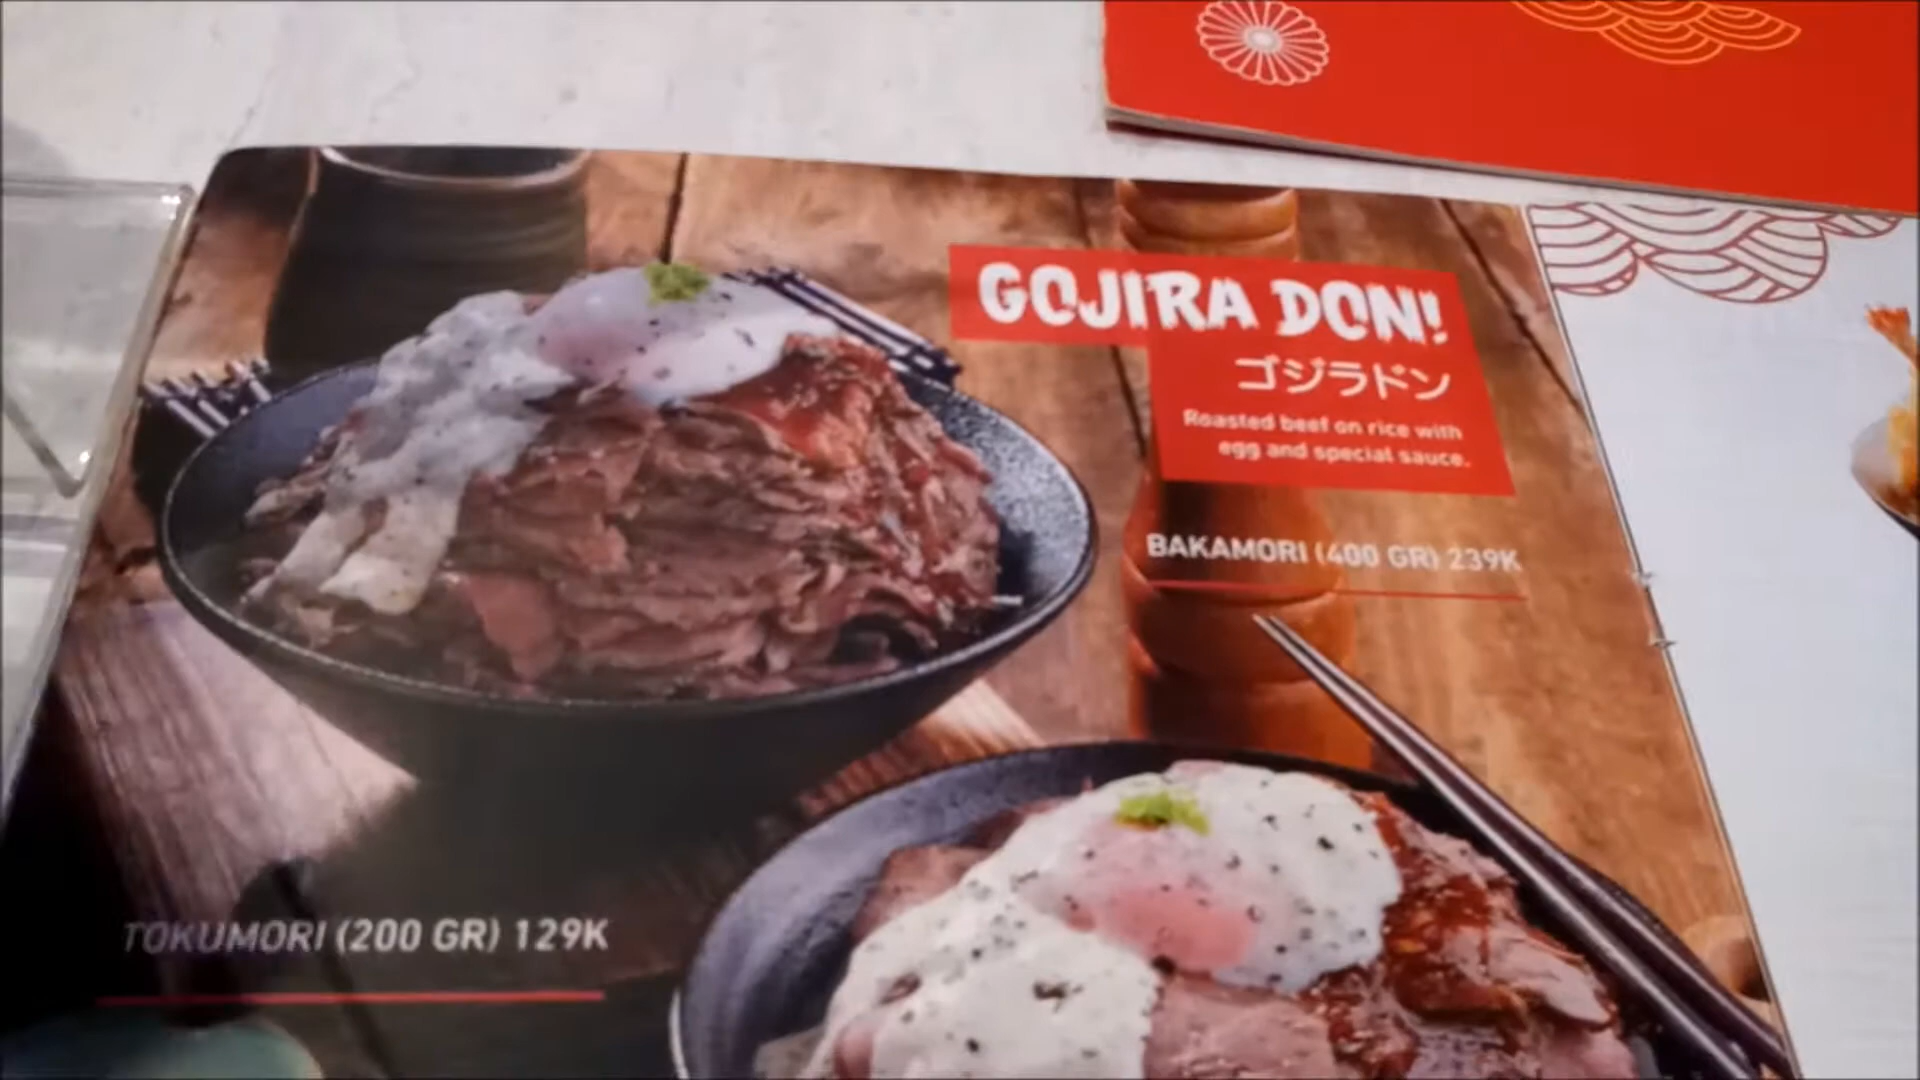 GOJIRA DON!
ゴジラドン
Roasted beef on rice with
egg and special sauce.
BAKAMORI (400 GR) 239K
TOKUMORI (200 GR) 129K